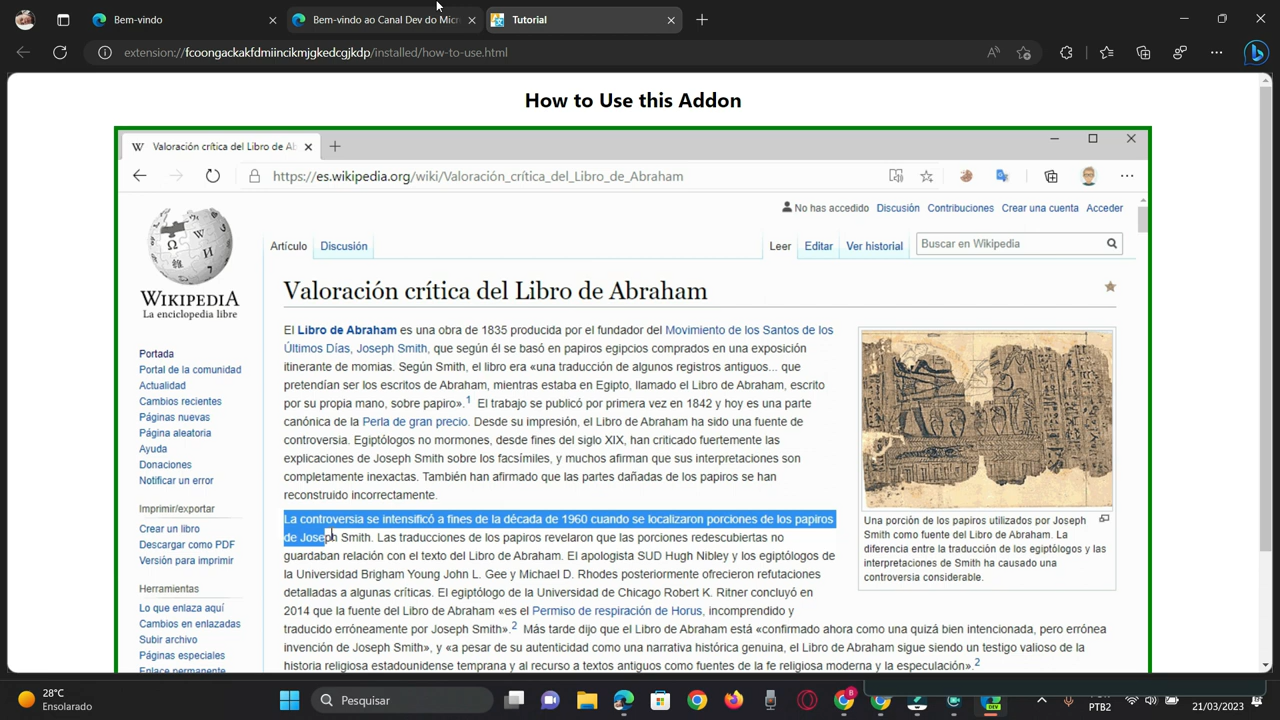 Bem-vindo
Bem-vindo ao Canal Dev do Micr
Tutorial
extension://fcoongackakfdmiincikmjgkedcgjkdp/installed/how-to-use.html
How to Use this Addon
Valoración crítica del Libro de Ab
https://es.wikipedia.org/wiki/Valoración_crítica_del_Libro_de_Abraham
No has accedido Discusión Contribuciones Crear una cuenta Acceder
Artículo Discusión Leer Editar Ver historial Buscar en Wikipedia
WIKIPEDIA
La enciclopedia libre
Portada
Portal de la comunidad
Actualidad
Cambios recientes
Páginas nuevas
Página aleatoria
Ayuda
Donaciones
Notificar un error
Imprimir/exportar
Crear un libro
Descargar como PDF
Versión para imprimir
Herramientas
Lo que enlaza aquí
Cambios en enlazadas
Subir archivo
Páginas especiales
Enlace permanente
Valoración crítica del Libro de Abraham
El Libro de Abraham es una obra de 1835 producida por el fundador del Movimiento de los Santos de los
Últimos Días, Joseph Smith, que según él se basó en papiros egipcios comprados en una exposición
itinerante de momias. Según Smith, el libro era «una traducción de algunos registros antiguos... que
pretendían ser los escritos de Abraham, mientras estaba en Egipto, llamado el Libro de Abraham, escrito
por su propia mano, sobre papiro».1 El trabajo se publicó por primera vez en 1842 y hoy es una parte
canónica de la Perla de gran precio. Desde su impresión, el Libro de Abraham ha sido una fuente de
controversia. Egiptólogos no mormones, desde fines del siglo XIX, han criticado fuertemente las
explicaciones de Joseph Smith sobre los facsímiles, y muchos afirman que sus interpretaciones son
completamente inexactas. También han afirmado que las partes dañadas de los papiros se han
reconstruido incorrectamente.
La controversia se intensificó a fines de la década de 1960 cuando se localizaron porciones de los papiros
de Joseph Smith. Las traducciones de los papiros revelaron que las porciones redescubiertas no
guardaban relación con el texto del Libro de Abraham. El apologista SUD Hugh Nibley y los egiptólogos de
la Universidad Brigham Young John L. Gee y Michael D. Rhodes posteriormente ofrecieron refutaciones
detalladas a algunas críticas. El egiptólogo de la Universidad de Chicago Robert K. Ritner concluyó en
2014 que la fuente del Libro de Abraham «es el Permiso de respiración de Horus, incomprendido y
traducido erróneamente por Joseph Smith».2 Más tarde dijo que el Libro de Abraham está «confirmado ahora como una quizá bien intencionada, pero errónea
invención de Joseph Smith», y «a pesar de su autenticidad como una narrativa histórica genuina, el Libro de Abraham sigue siendo un testigo valioso de la
historia religiosa estadounidense temprana y al recurso a textos antiguos como fuentes de la fe religiosa moderna y la especulación».2
Una porción de los papiros utilizados por Joseph
Smith como fuente del Libro de Abraham. La
diferencia entre la traducción de los egiptólogos y las
interpretaciones de Smith ha causado una
controversia considerable.
28°C
Ensolarado
Pesquisar
PTB2
21/03/2023